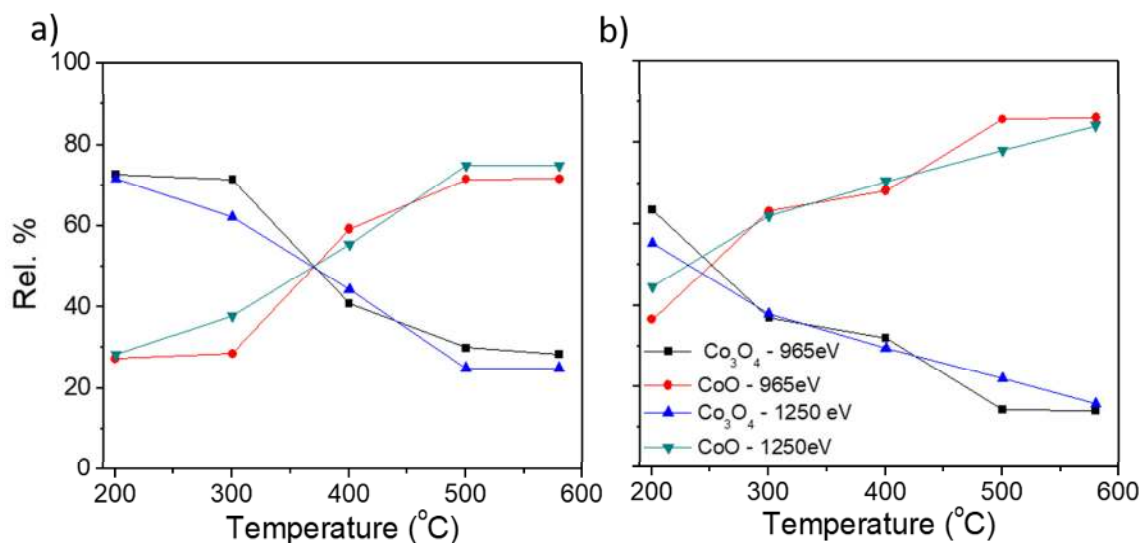 a)
b)
100
80
60
40
20
0
Rel. %
200
300
400
500
600
Temperature (°C)
Co₃O₄ - 965eV
CoO - 965eV
Co₃O₄ - 1250 eV
CoO - 1250eV
200
300
400
500
600
Temperature (°C)